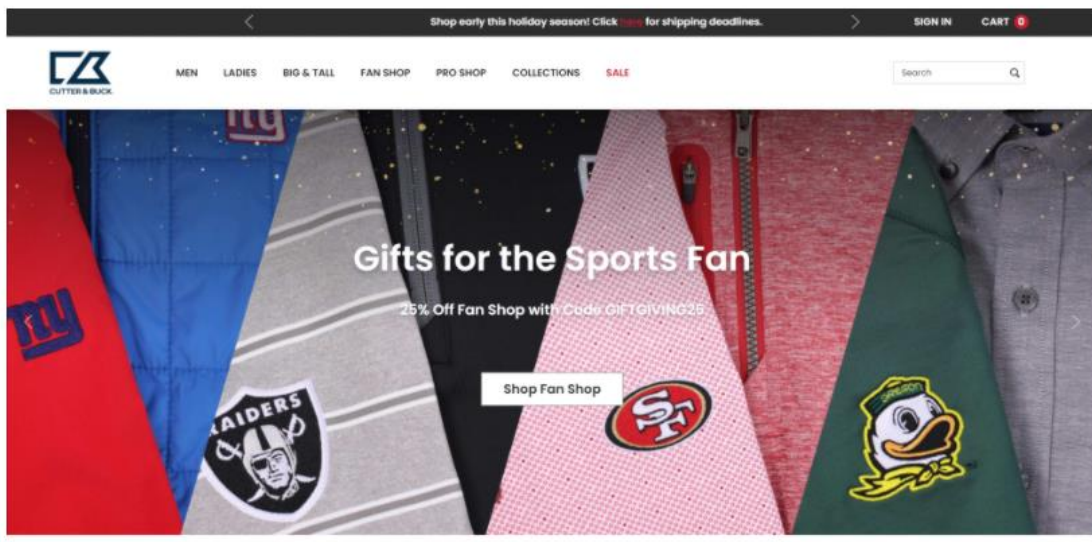 Shop early this holiday season! Click here for shipping deadlines.
SIGN IN
CART 0
CUTTER & BUCK
MEN
LADIES
BIG & TALL
FAN SHOP
PRO SHOP
COLLECTIONS
SALE
Search
ny
ny
RAIDERS
SF
OREGON
Gifts for the Sports Fan
25% Off Fan Shop with Code GIFTGIVING25
Shop Fan Shop